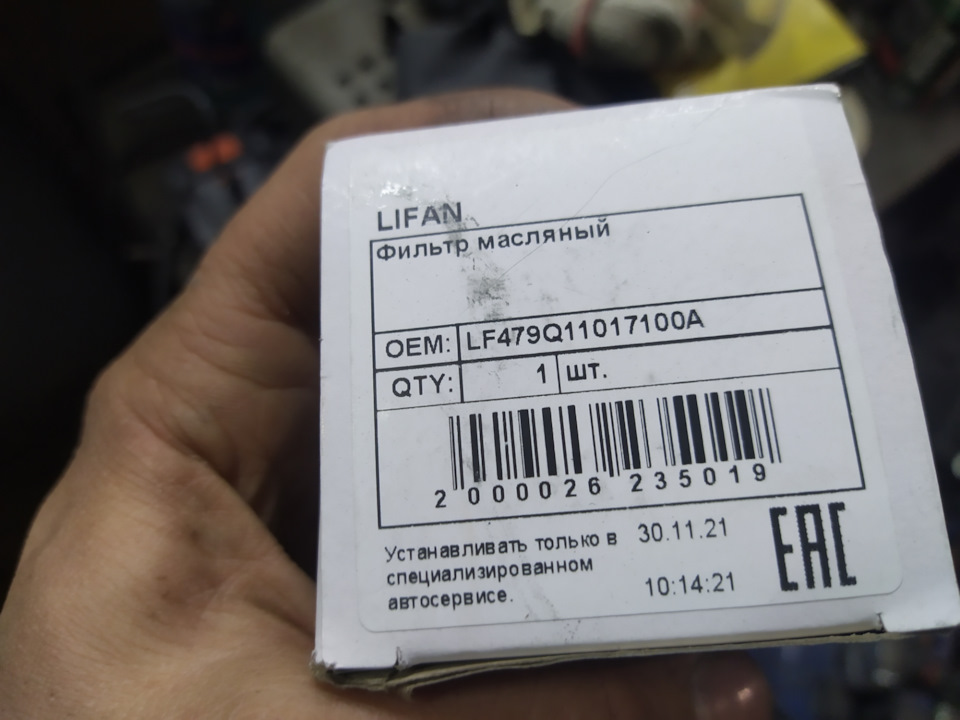 LIFAN
Фильтр масляный
OEM: LF479Q11017100A
QTY: 1 шт.
2 000026 235019
Устанавливать только в
специализированном
автосервисе.
30.11.21
10:14:21
EAC